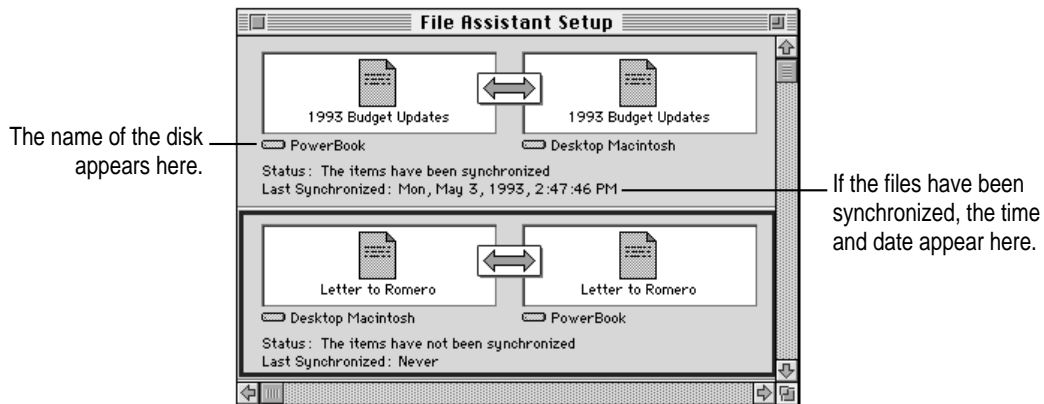 File Assistant Setup
1993 Budget Updates
1993 Budget Updates
The name of the disk
appears here.
PowerBook
Desktop Macintosh
Status: The items have been synchronized
Last Synchronized: Mon, May 3, 1993, 2:47:46 PM
If the files have been
synchronized, the time
and date appear here.
Letter to Romero
Letter to Romero
Desktop Macintosh
PowerBook
Status: The items have not been synchronized
Last Synchronized: Never